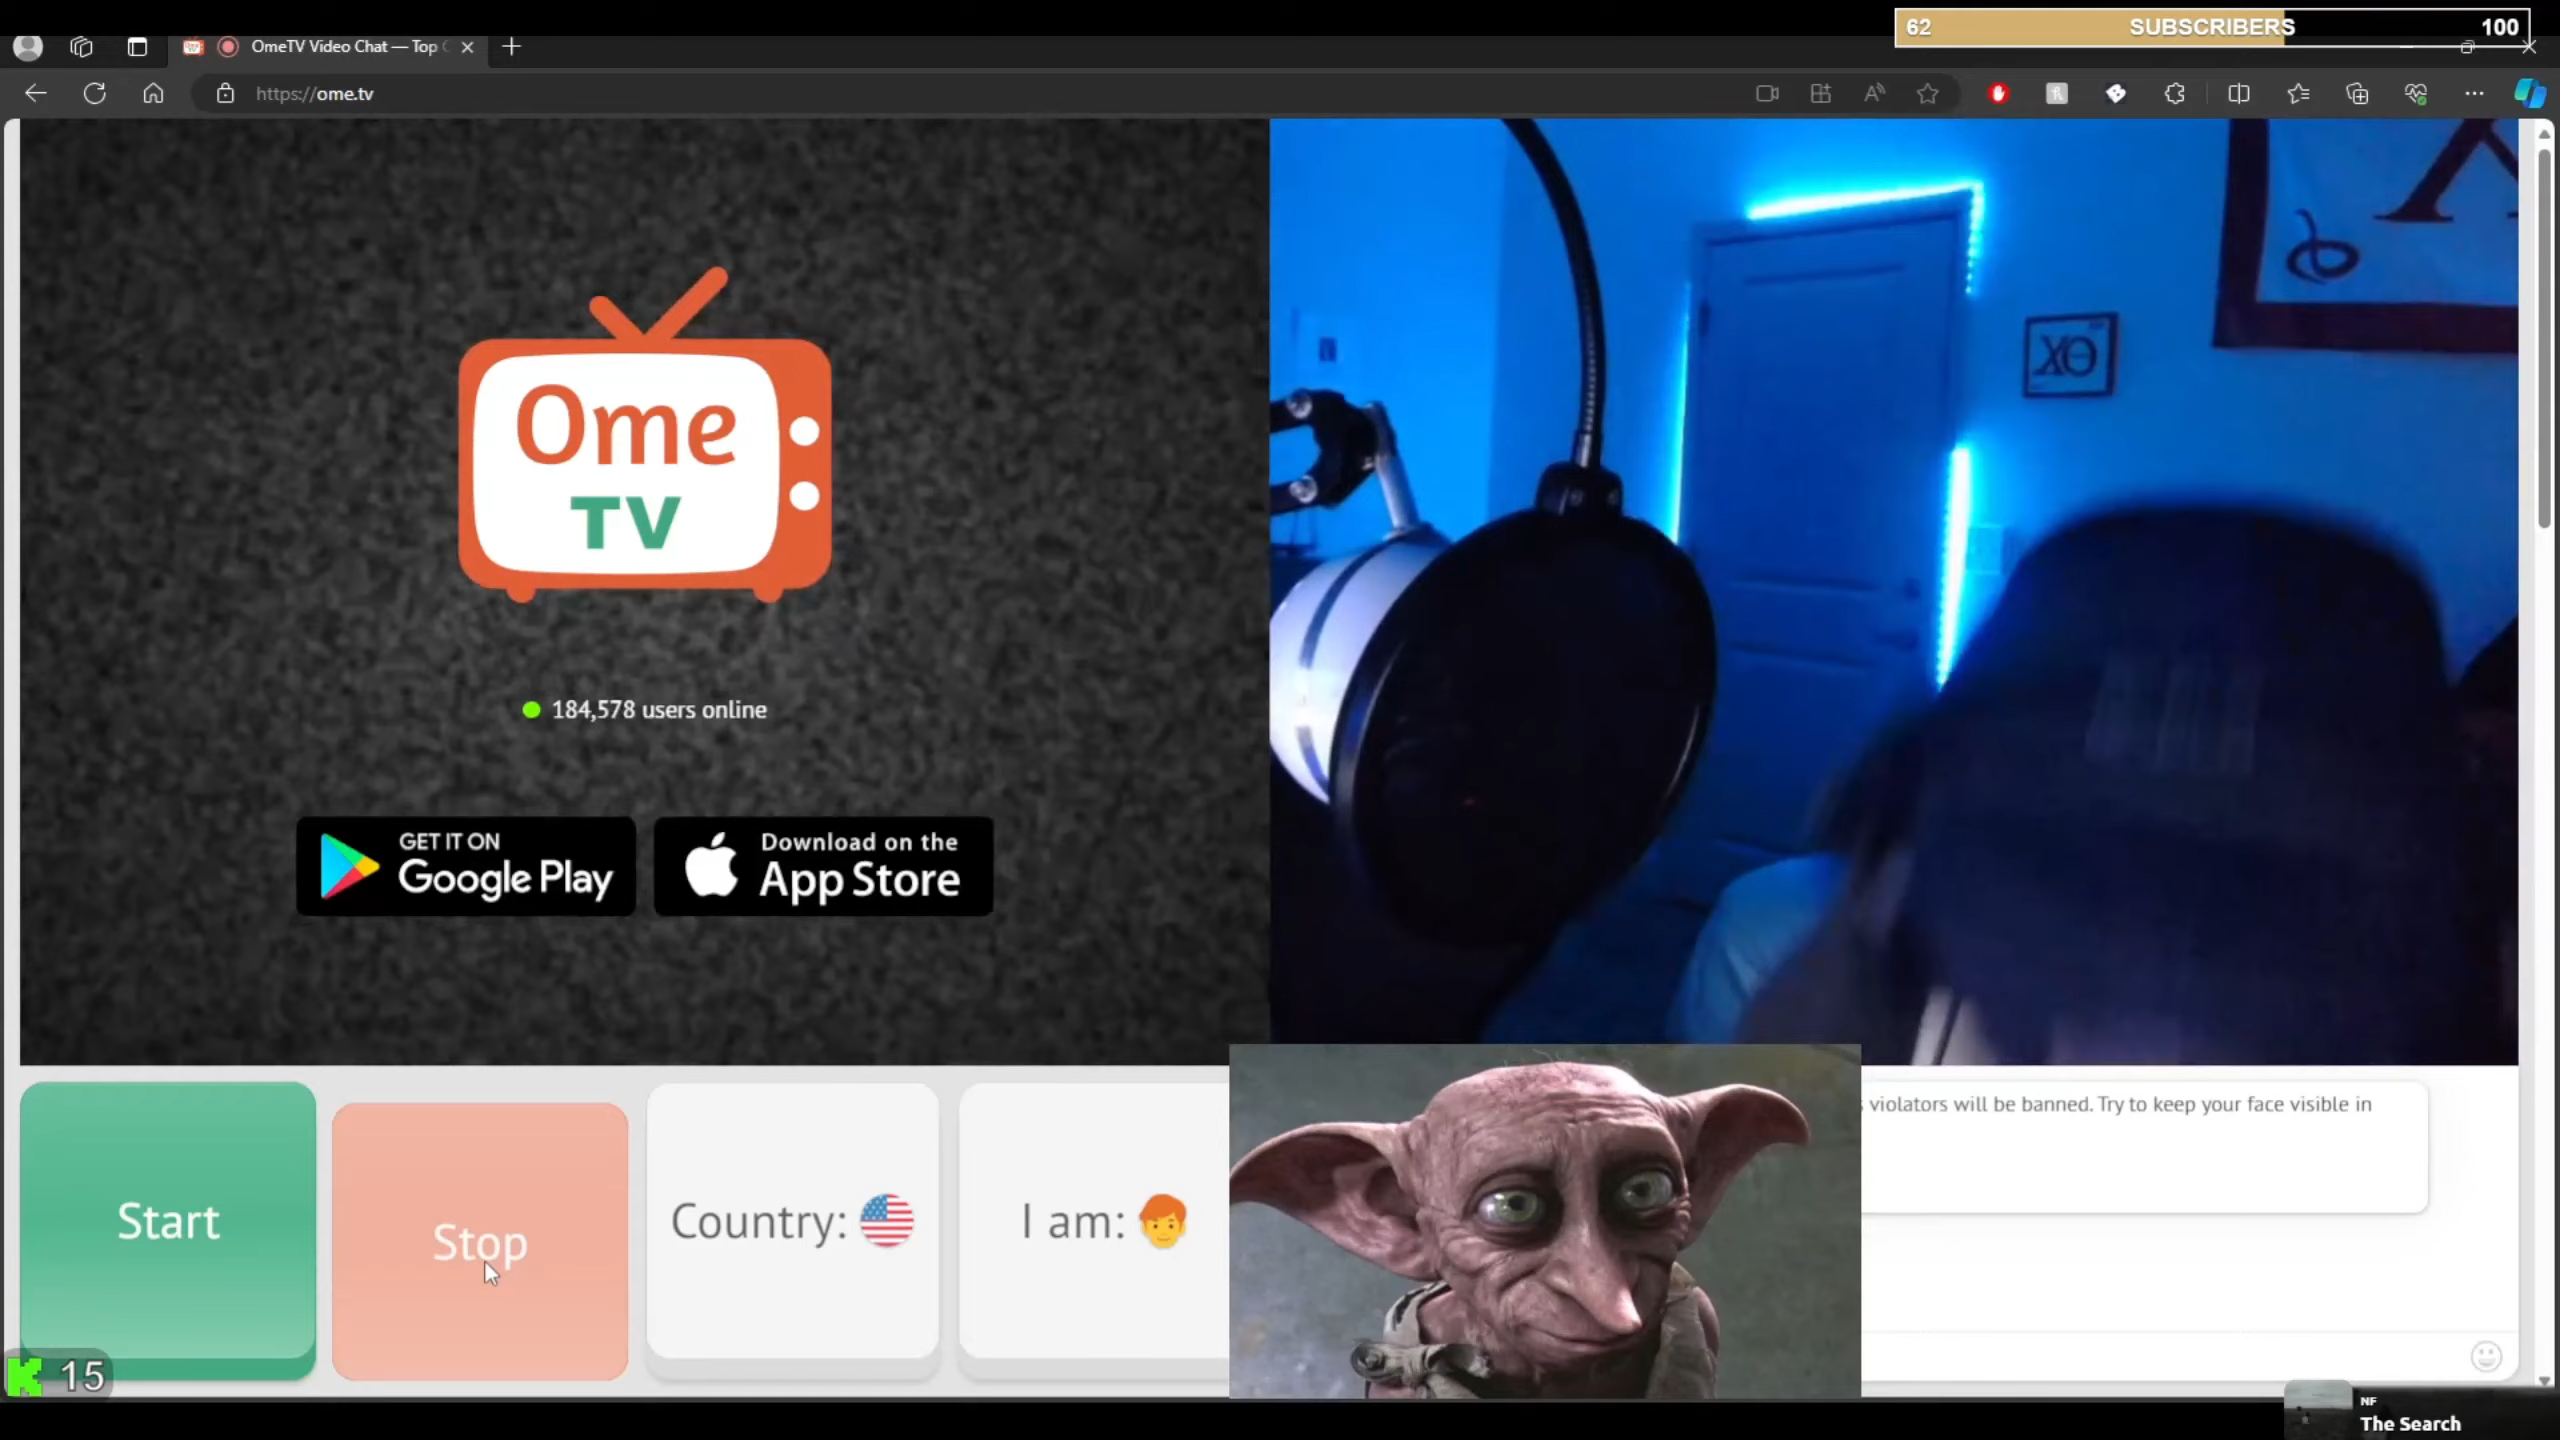 62 SUBSCRIBERS 100
OmeTV Video Chat — Top
https://ome.tv
Ome
TV
XΘ
184,578 users online
GET IT ON
Google Play
Download on the
App Store
violators will be banned. Try to keep your face visible in
Start
Stop
Country:
I am:
15
NF
The Search